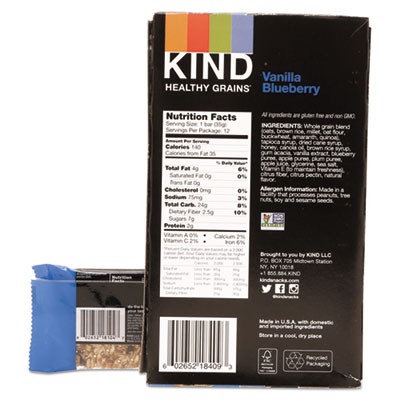 KIND
HEALTHY GRAINS
Vanilla
Blueberry
Nutrition Facts
Serving Size: 1 bar (35g)
Servings Per Package: 12
Amount Per Serving
Calories 140
Calories from Fat 35
% Daily Value*
Total Fat 4g 6%
Saturated Fat 0g 0%
Trans Fat 0g
Cholesterol 0mg 0%
Sodium 75mg 3%
Total Carb. 24g 8%
Dietary Fiber 2.5g 10%
Sugars 7g
Protein 2g
Vitamin A 0% • Calcium 2%
Vitamin C 2% Iron 6%
All ingredients are gluten free and non GMO.
INGREDIENTS: Whole grain blend
(oats, brown rice, millet, oat flour,
buckwheat, amaranth, quinoa),
tapioca syrup, dried cane syrup,
honey, canola oil, brown rice syrup,
gum acacia, vanilla extract, blueberry
puree, apple puree, plum puree,
apple juice, glycerine, sea salt,
Vitamin E (to maintain freshness),
citrus fiber, citrus pectin, natural
flavor.
Allergen Information: Made in a
facility that processes peanuts, tree
nuts, soy and sesame seeds.
Brought to you by KIND LLC
P.O. BOX 705 Midtown Station
NY, NY 10018
+1 855.884.KIND
kindsnacks.com
@kindsnacks
Made in U.S.A. with domestic
and imported ingredients
Store in a cool, dry place
FSC
Recycled
Packaging
6 02652 18409 3
Nutrition
Facts